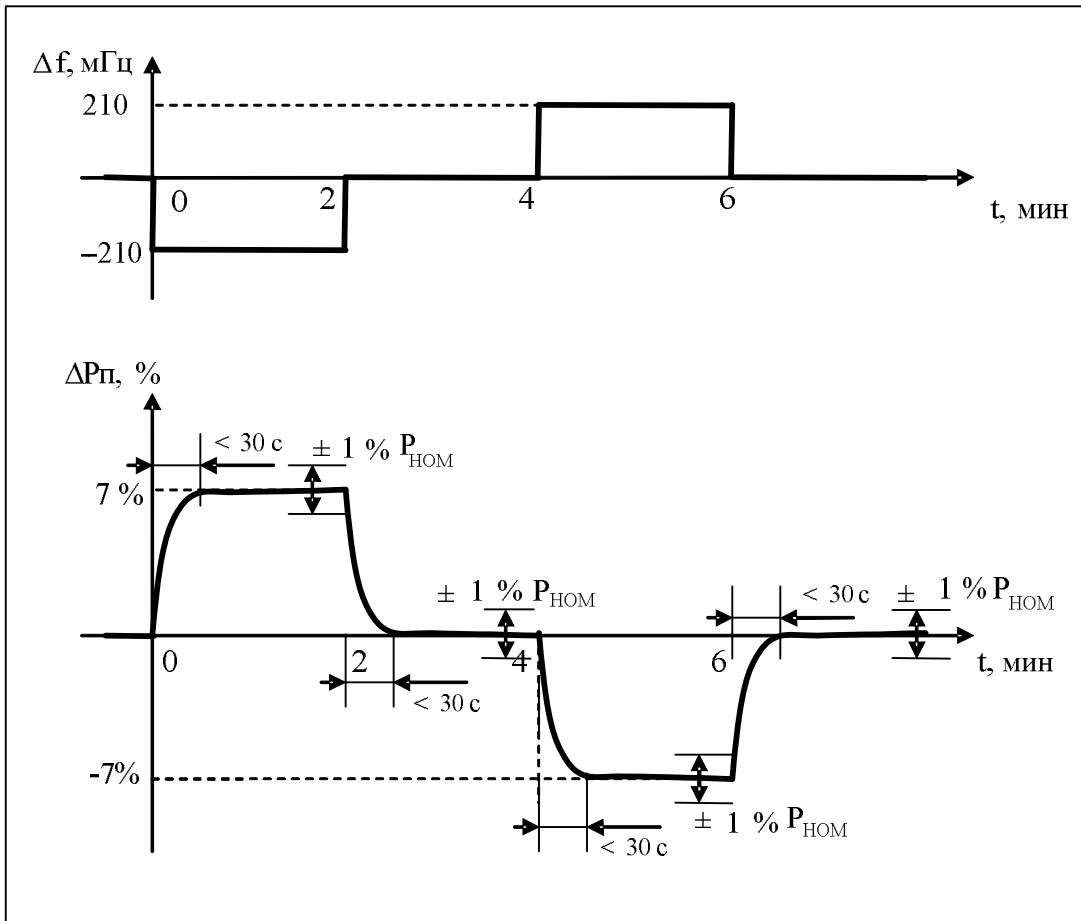 Δf, мГц
210
0
2
4
6
t, мин
–210
ΔPп, %
< 30 с
± 1 % PНОМ
7 %
± 1 % PНОМ
< 30 с
± 1 % PНОМ
0
2
4
6
t, мин
< 30 с
-7%
± 1 % PНОМ
< 30 с